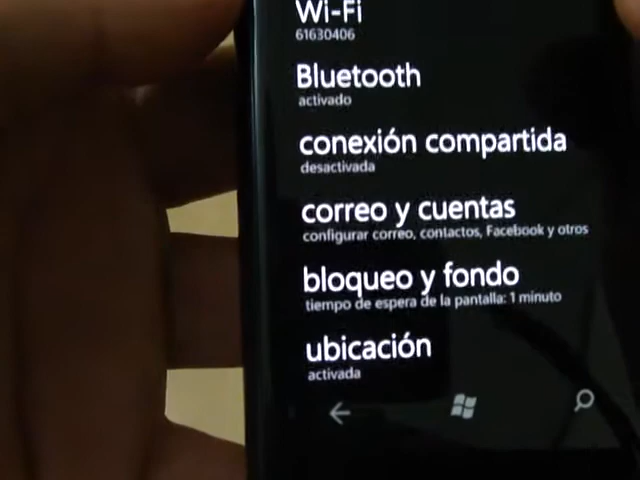 Wi-Fi
61630406
Bluetooth
activado
conexión compartida
desactivada
correo y cuentas
configurar correo, contactos, Facebook y otros
bloqueo y fondo
tiempo de espera de la pantalla: 1 minuto
ubicación
activada